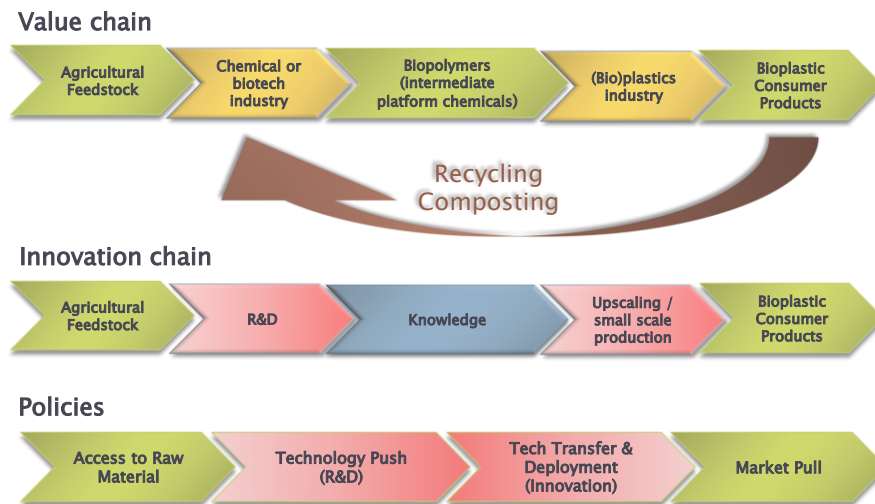 Value chain
Agricultural
Feedstock
Chemical or
biotech
industry
Biopolymers
(intermediate
platform chemicals)
(Bio)plastics
Industry
Bioplastic
Consumer
Products
Recycling
Composting
Innovation chain
Agricultural
Feedstock
R&D
Knowledge
Upscaling /
small scale
production
Bioplastic
Consumer
Products
Policies
Access to Raw
Material
Technology Push
(R&D)
Tech Transfer &
Deployment
(Innovation)
Market Pull